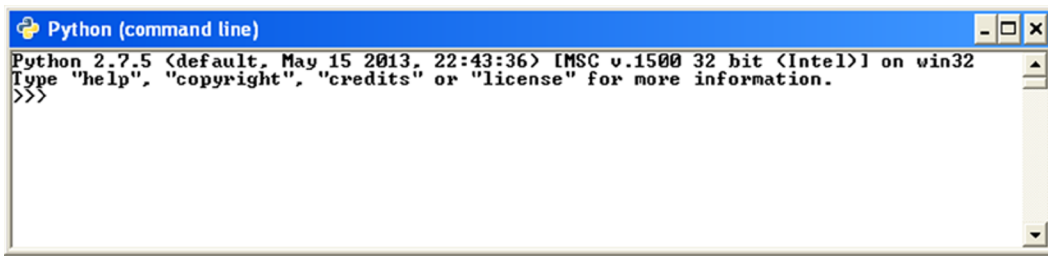 Python (command line)
Python 2.7.5 (default, May 15 2013, 22:43:36) [MSC v.1500 32 bit (Intel)] on win32
Type "help", "copyright", "credits" or "license" for more information.
>>>